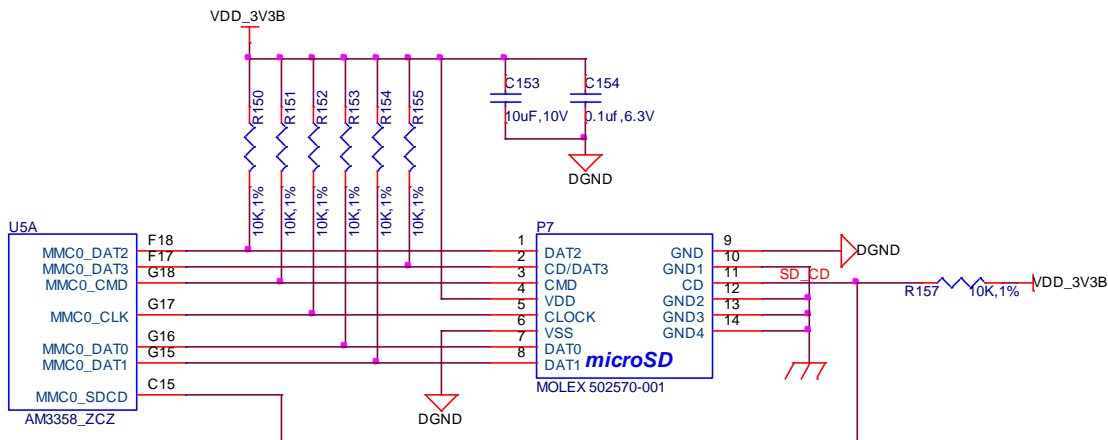 VDD_3V3B
R150
R151
R152
R153
R154
R155
10K,1%
10K,1%
10K,1%
10K,1%
10K,1%
10K,1%
C153
10uF,10V
C154
0.1uf,6.3V
DGND
U5A
MMC0_DAT2
MMC0_DAT3
MMC0_CMD
MMC0_CLK
MMC0_DAT0
MMC0_DAT1
MMC0_SDCD
F18
F17
G18
G17
G16
G15
C15
AM3358_ZCZ
DGND
P7
1
2
3
4
5
6
7
8
DAT2
CD/DAT3
CMD
VDD
CLOCK
VSS
DAT0
DAT1
GND
GND1
CD
GND2
GND3
GND4
microSD
MOLEX 502570-001
9
10
11
12
13
14
SD_CD
DGND
R157
10K,1%
VDD_3V3B